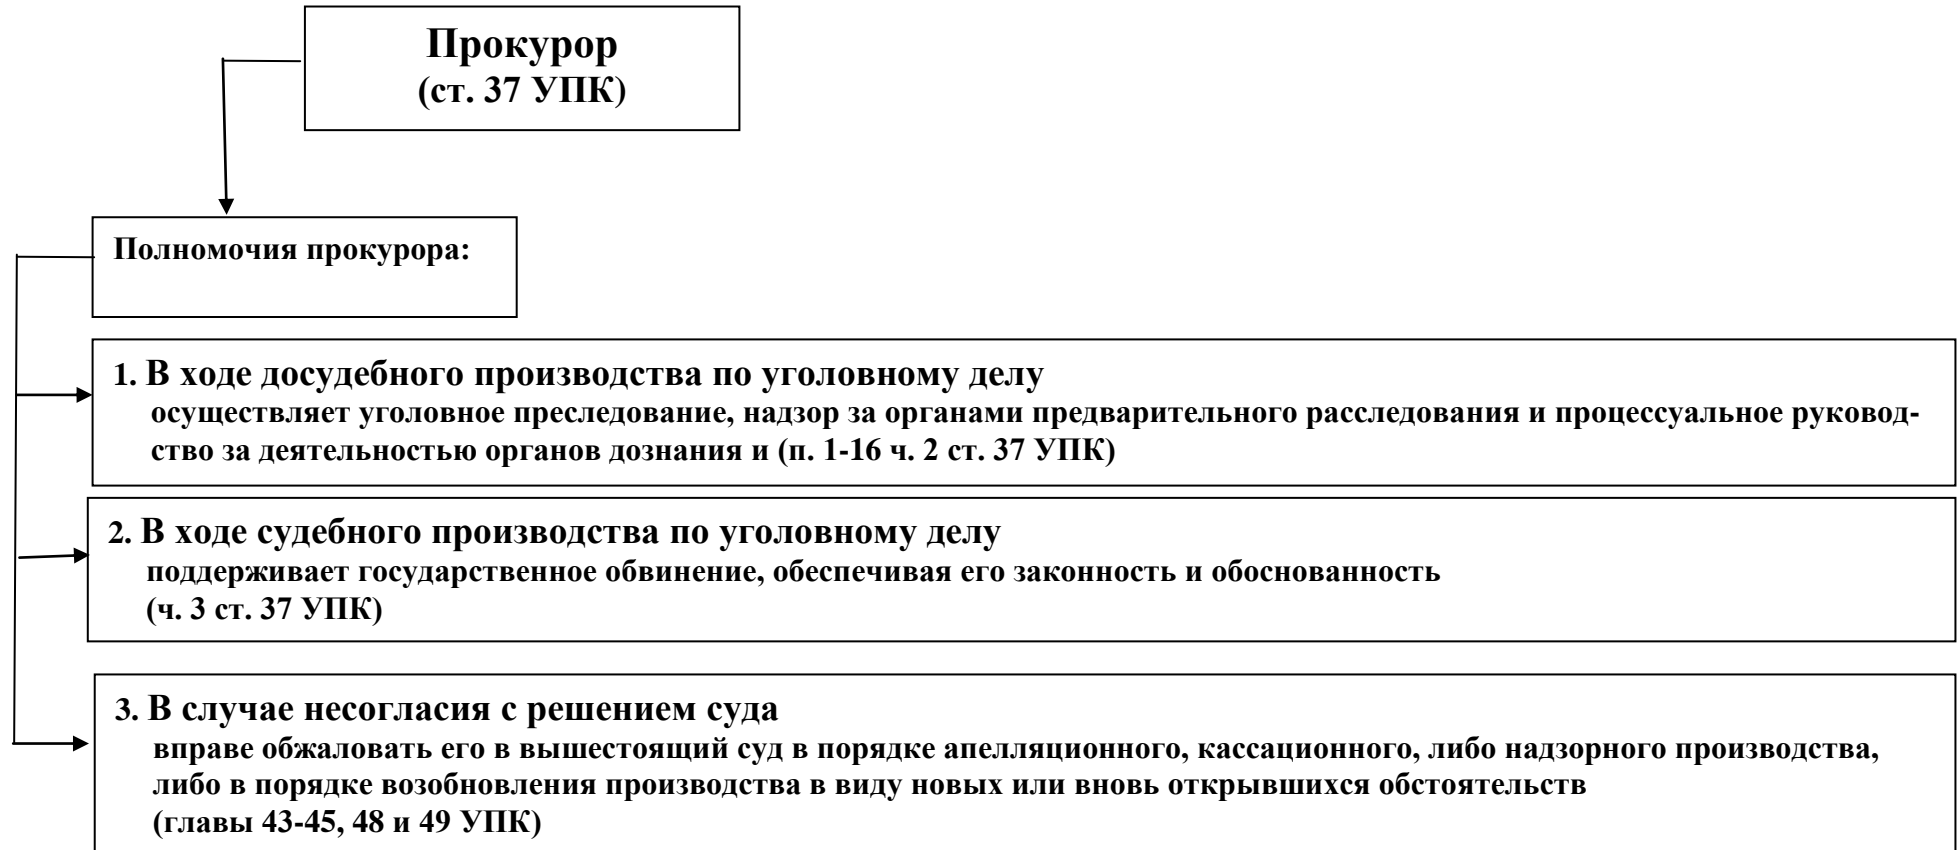 Прокурор
(ст. 37 УПК)
Полномочия прокурора:
1. В ходе досудебного производства по уголовному делу
осуществляет уголовное преследование, надзор за органами предварительного расследования и процессуальное руковод-
ство за деятельностью органов дознания и (п. 1-16 ч. 2 ст. 37 УПК)
2. В ходе судебного производства по уголовному делу
поддерживает государственное обвинение, обеспечивая его законность и обоснованность
(ч. 3 ст. 37 УПК)
3. В случае несогласия с решением суда
вправе обжаловать его в вышестоящий суд в порядке апелляционного, кассационного, либо надзорного производства,
либо в порядке возобновления производства в виду новых или вновь открывшихся обстоятельств
(главы 43-45, 48 и 49 УПК)